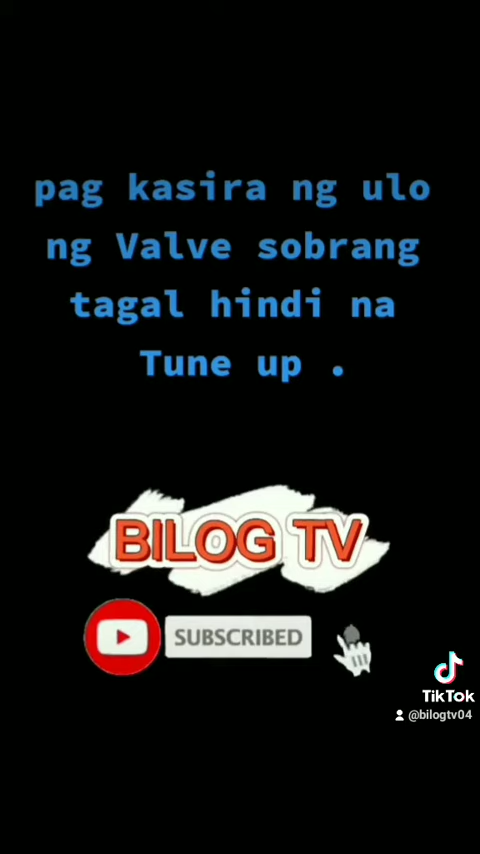 pag kasira ng ulo
ng Valve sobrang
tagal hindi na
Tune up .
BILOG TV
SUBSCRIBED
TikTok
@bilogtv04